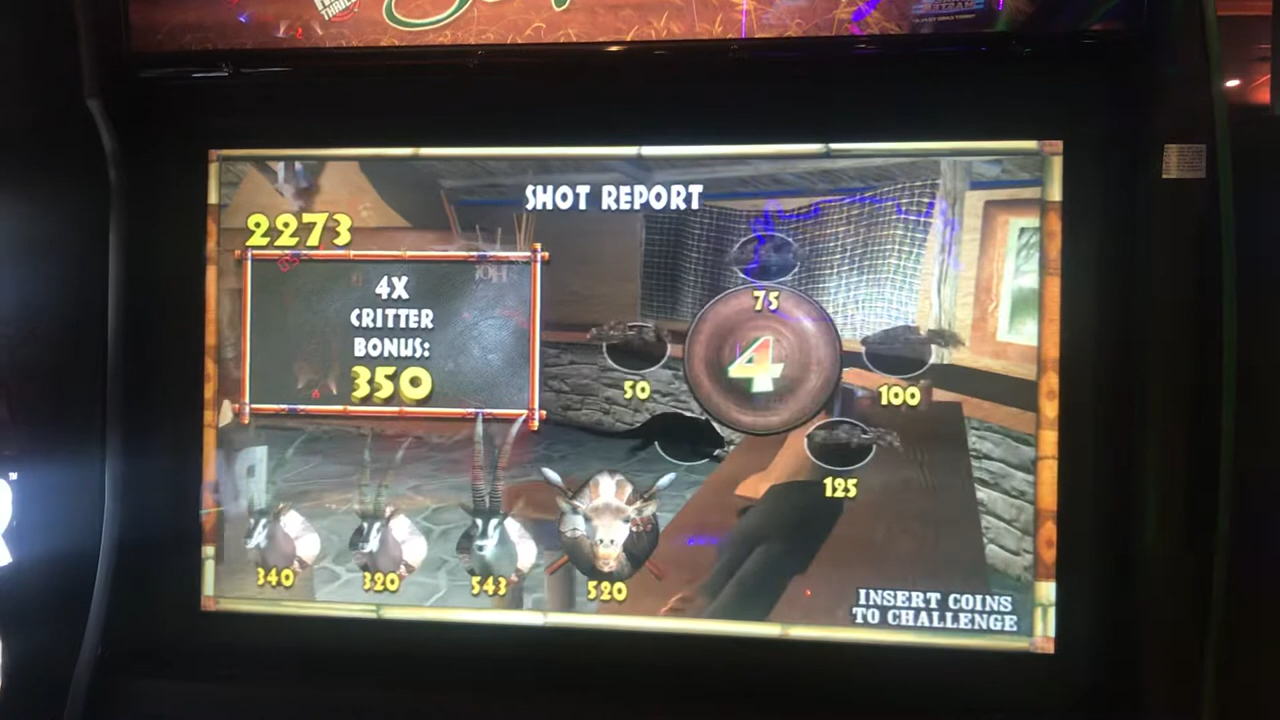 SHOT REPORT
2273
4X
CRITTER
BONUS:
350
75
4
50
100
125
340
320
543
520
INSERT COINS
TO CHALLENGE